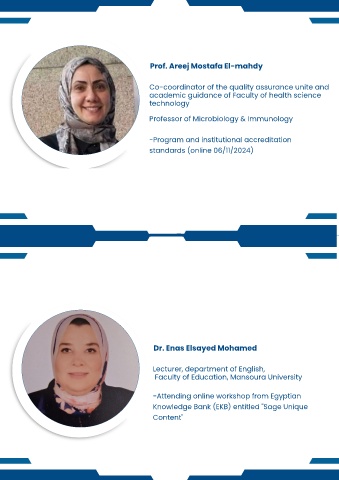 Prof. Areej Mostafa El-mahdy
Co-coordinator of the quality assurance unite and
academic guidance of Faculty of health science
technology
Professor of Microbiology & Immunology
-Program and institutional accreditation
standards (online 06/11/2024)
Dr. Enas Elsayed Mohamed
Lecturer, department of English,
Faculty of Education, Mansoura University
-Attending online workshop from Egyptian
Knowledge Bank (EKB) entitled "Sage Unique
Content"